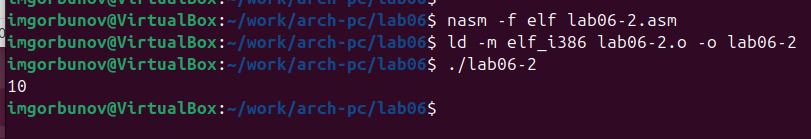 imgorbunov@VirtualBox:~/work/arch-pc/lab06$ nasm -f elf lab06-2.asm
imgorbunov@VirtualBox:~/work/arch-pc/lab06$ ld -m elf_i386 lab06-2.o -o lab06-2
imgorbunov@VirtualBox:~/work/arch-pc/lab06$ ./lab06-2
10
imgorbunov@VirtualBox:~/work/arch-pc/lab06$